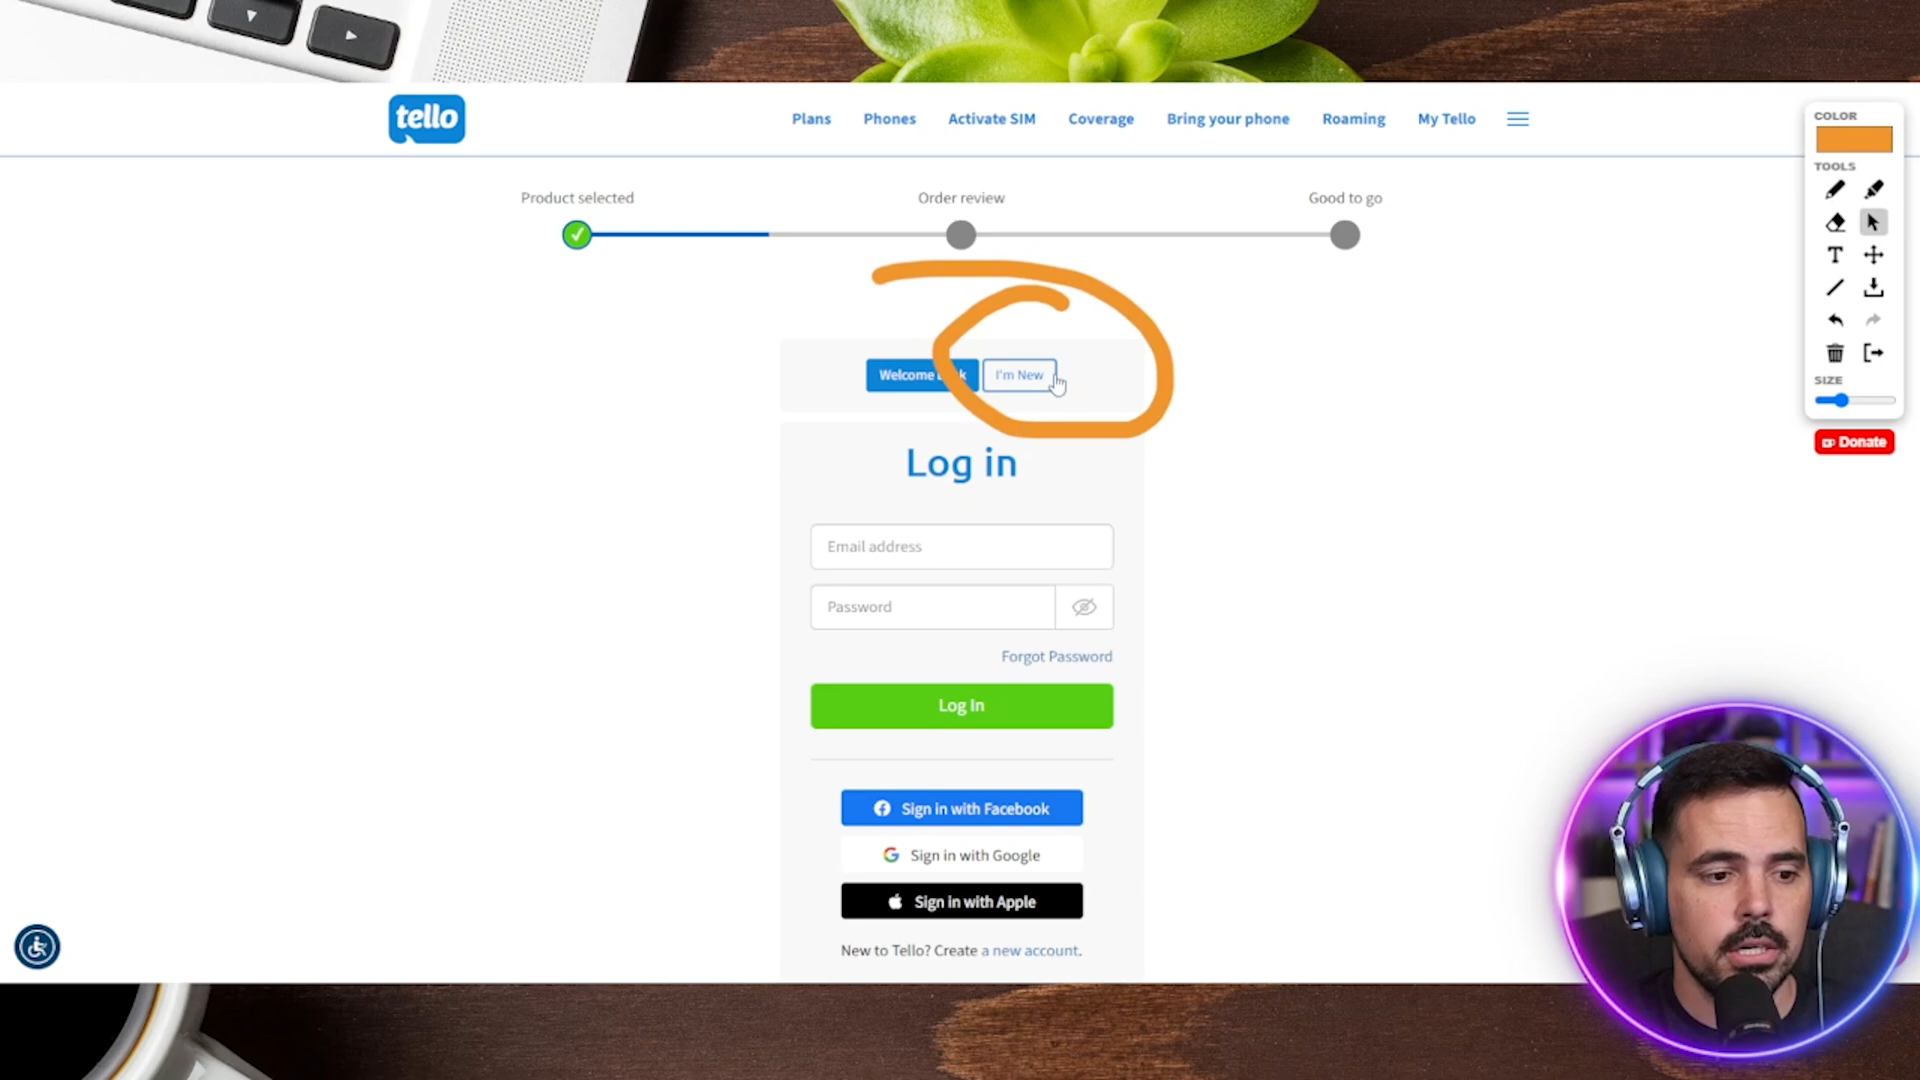 tello
Plans
Phones
Activate SIM
Coverage
Bring your phone
Roaming
My Tello
COLOR
TOOLS
SIZE
Donate
Product selected
Order review
Good to go
Welcome
I'm New
Log in
Email address
Password
Forgot Password
Log In
Sign in with Facebook
Sign in with Google
Sign in with Apple
New to Tello? Create a new account.